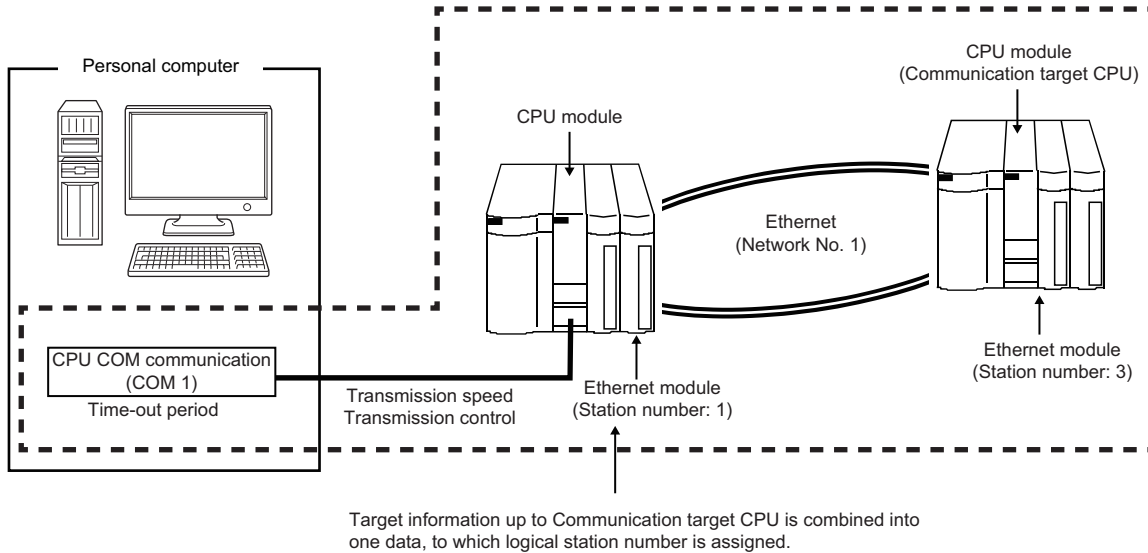 Personal computer
CPU module
(Communication target CPU)
CPU module
Ethernet
(Network No. 1)
CPU COM communication
(COM 1)
Time-out period
Transmission speed
Transmission control
Ethernet module
(Station number: 1)
Ethernet module
(Station number: 3)
Target information up to Communication target CPU is combined into
one data, to which logical station number is assigned.